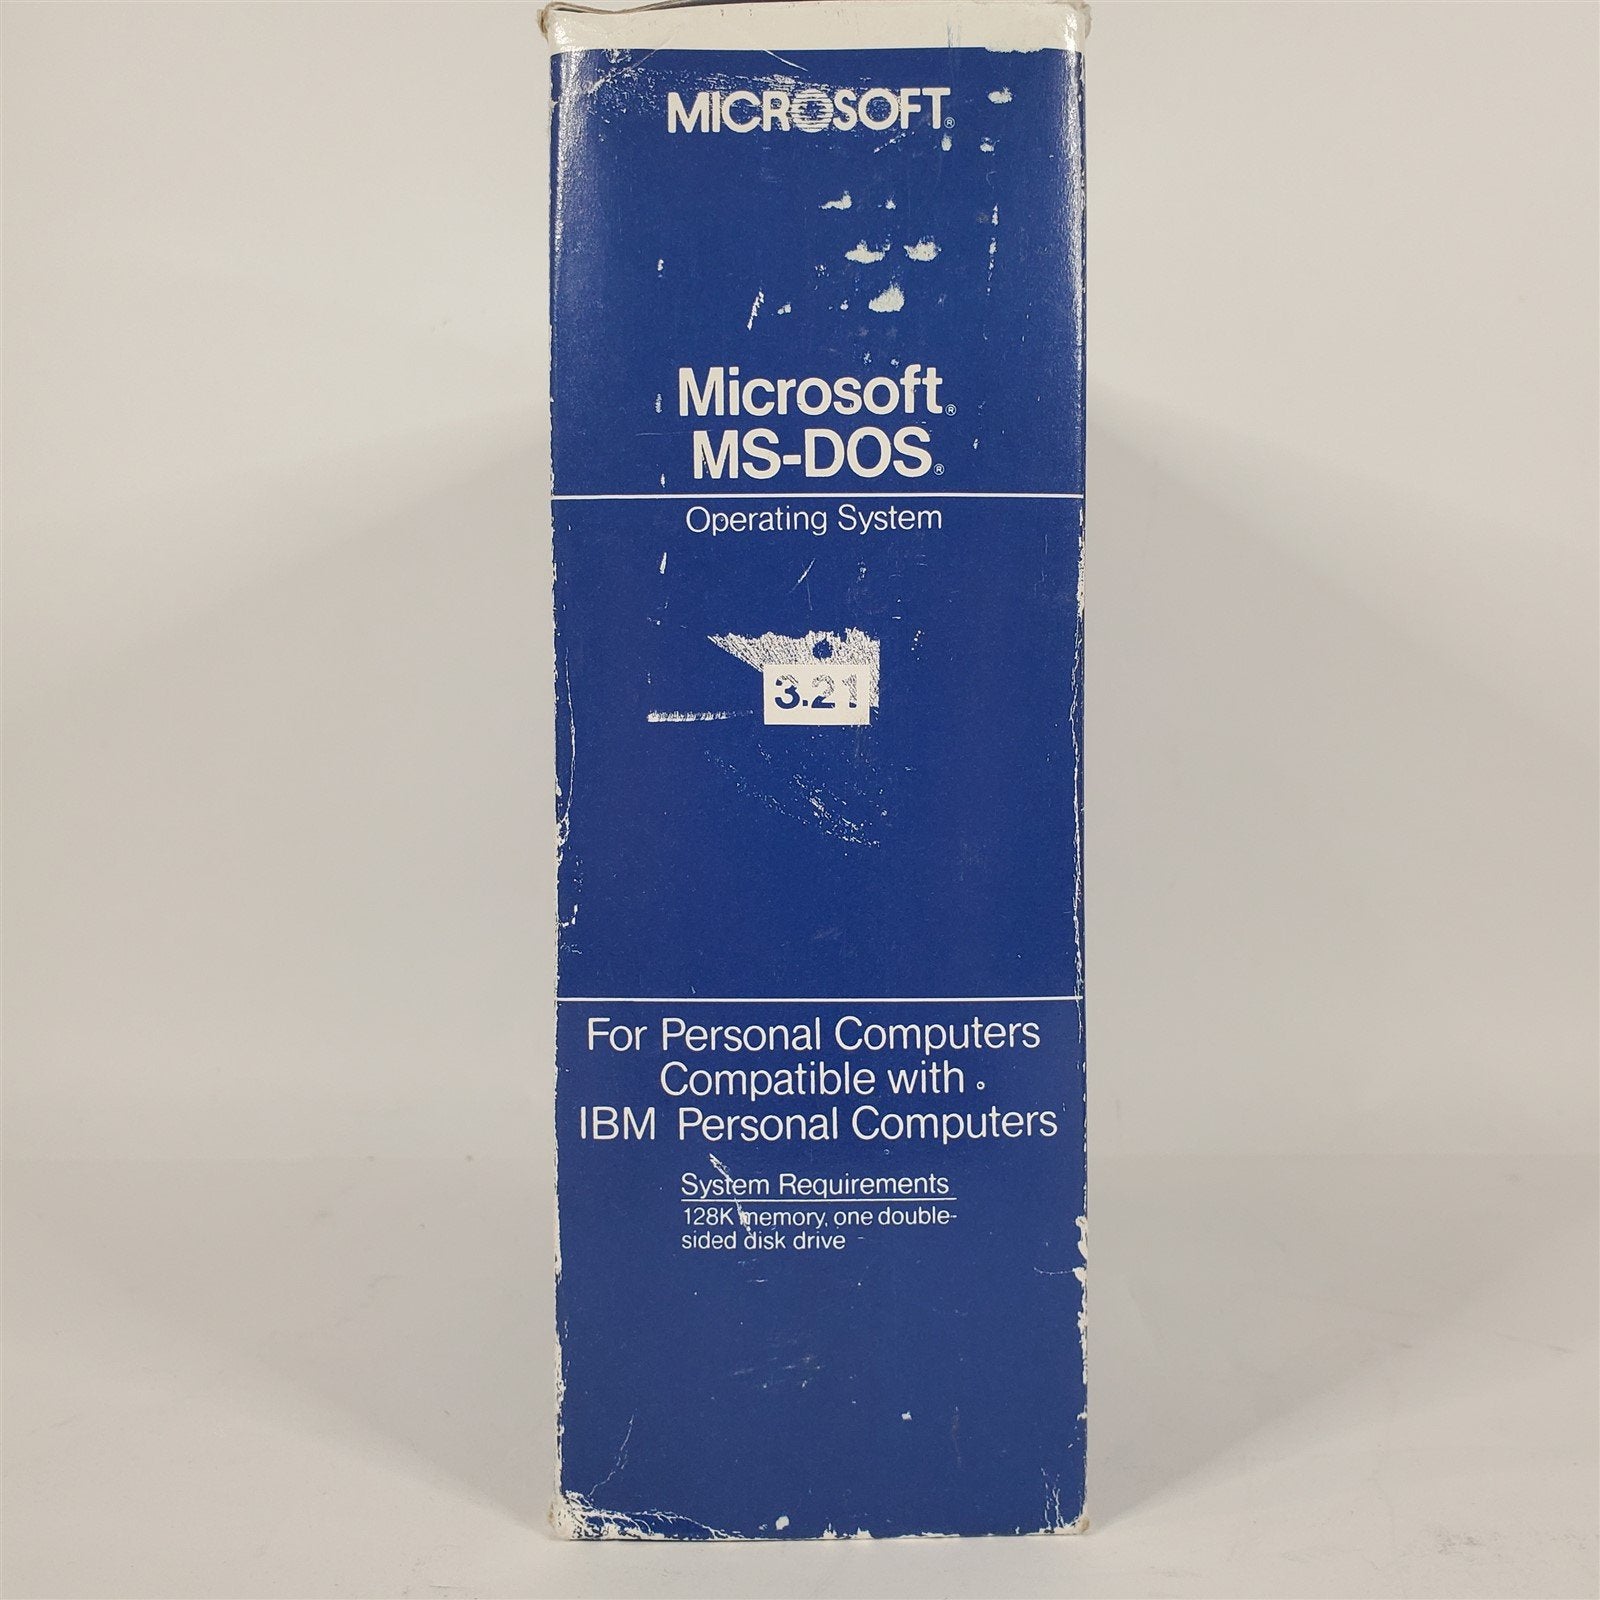 MICROSOFT®
Microsoft®
MS-DOS®
Operating System
3.21
For Personal Computers
Compatible with
IBM Personal Computers
System Requirements
128K memory, one double-
sided disk drive